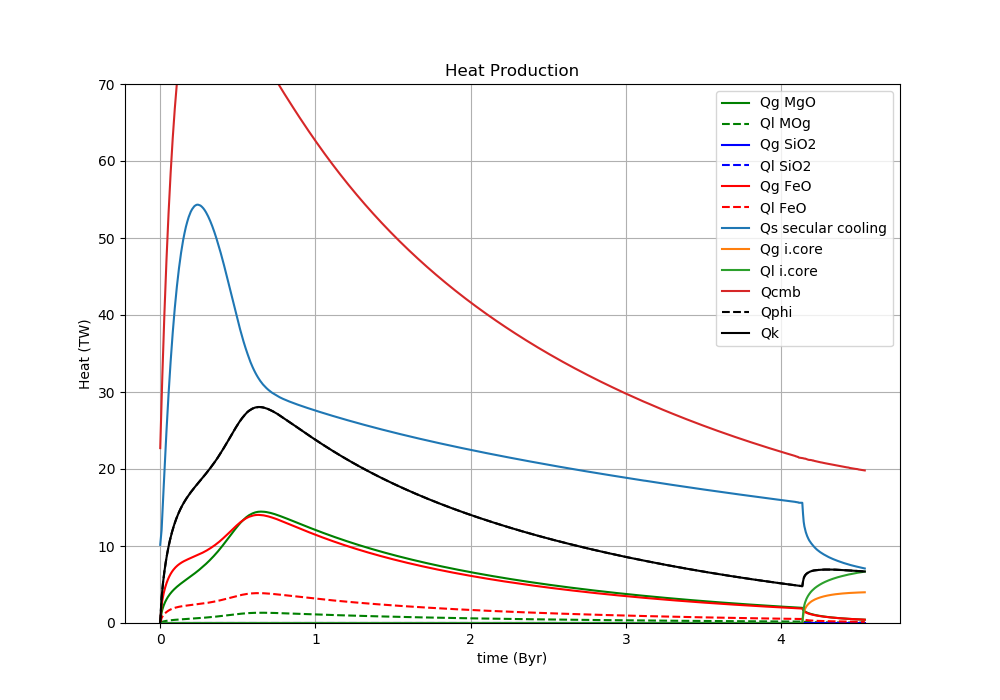 Heat Production
70
60
50
40
30
20
10
0
Heat (TW)
0 1 2 3 4
time (Byr)
Qg MgO
Ql MOg
Qg SiO2
Ql SiO2
Qg FeO
Ql FeO
Qs secular cooling
Qg i.core
Ql i.core
Qcmb
Qphi
Qk